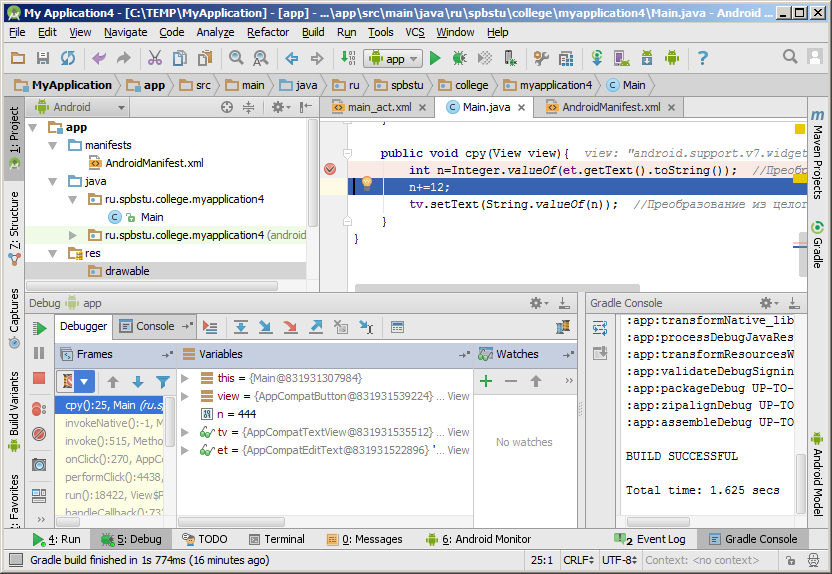 My Application4 - [C:\TEMP\MyApplication] - [app] - ...\app\src\main\java\ru\spbstu\college\myapplication4\Main.java - Android ...
File Edit View Navigate Code Analyze Refactor Build Run Tools VCS Window Help
app
MyApplication app src main java ru spbstu college myapplication4 Main
Android
main_act.xml Main.java AndroidManifest.xml
1: Project
7: Structure
Captures
Build Variants
Favorites
app
manifests
AndroidManifest.xml
java
ru.spbstu.college.myapplication4
Main
ru.spbstu.college.myapplication4 (android
res
drawable
}
public void cpy(View view){ view: "android.support.v7.widget
int n=Integer.valueOf(et.getText().toString()); //Преобр
n+=12;
tv.setText(String.valueOf(n)); //Преобразование из целог
}
}
m
Maven Projects
Gradle
Android Model
Debug app
Debugger Console
Frames
cpy():25, Main (ru.s
invokeNative():-1, M
invoke():515, Metho
onClick():270, AppCo
performClick():4438,
run():18422, View$P
handleCallback():733
Variables
this = {Main@831931307984}
view = {AppCompatButton@831931539224} ... View
n = 444
tv = {AppCompatTextView@831931535512} ... View
et = {AppCompatEditText@831931522896} "... View
Watches
No watches
Gradle Console
:app:transformNative_lib
:app:processDebugJavaRes
:app:transformResourcesW
:app:validateDebugSignin
:app:packageDebug UP-TO-
:app:zipalignDebug UP-TO
:app:assembleDebug UP-TO
BUILD SUCCESSFUL
Total time: 1.625 secs
4: Run 5: Debug TODO Terminal 0: Messages 6: Android Monitor 2 Event Log Gradle Console
Gradle build finished in 1s 774ms (16 minutes ago) 25:1 CRLF UTF-8 Context: <no context>